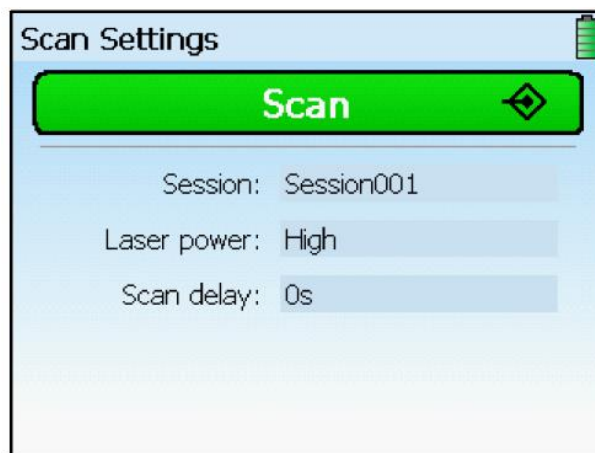 Scan Settings
Scan
Session: Session001
Laser power: High
Scan delay: 0s